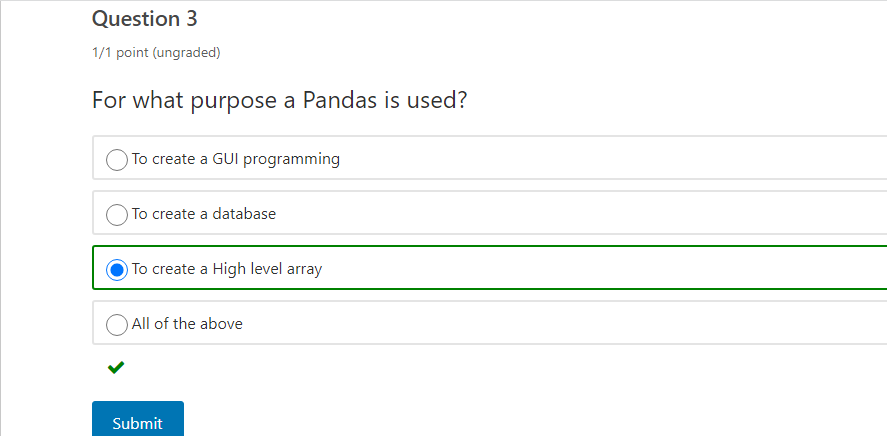 Question 3
1/1 point (ungraded)
For what purpose a Pandas is used?
To create a GUI programming
To create a database
To create a High level array
All of the above
Submit